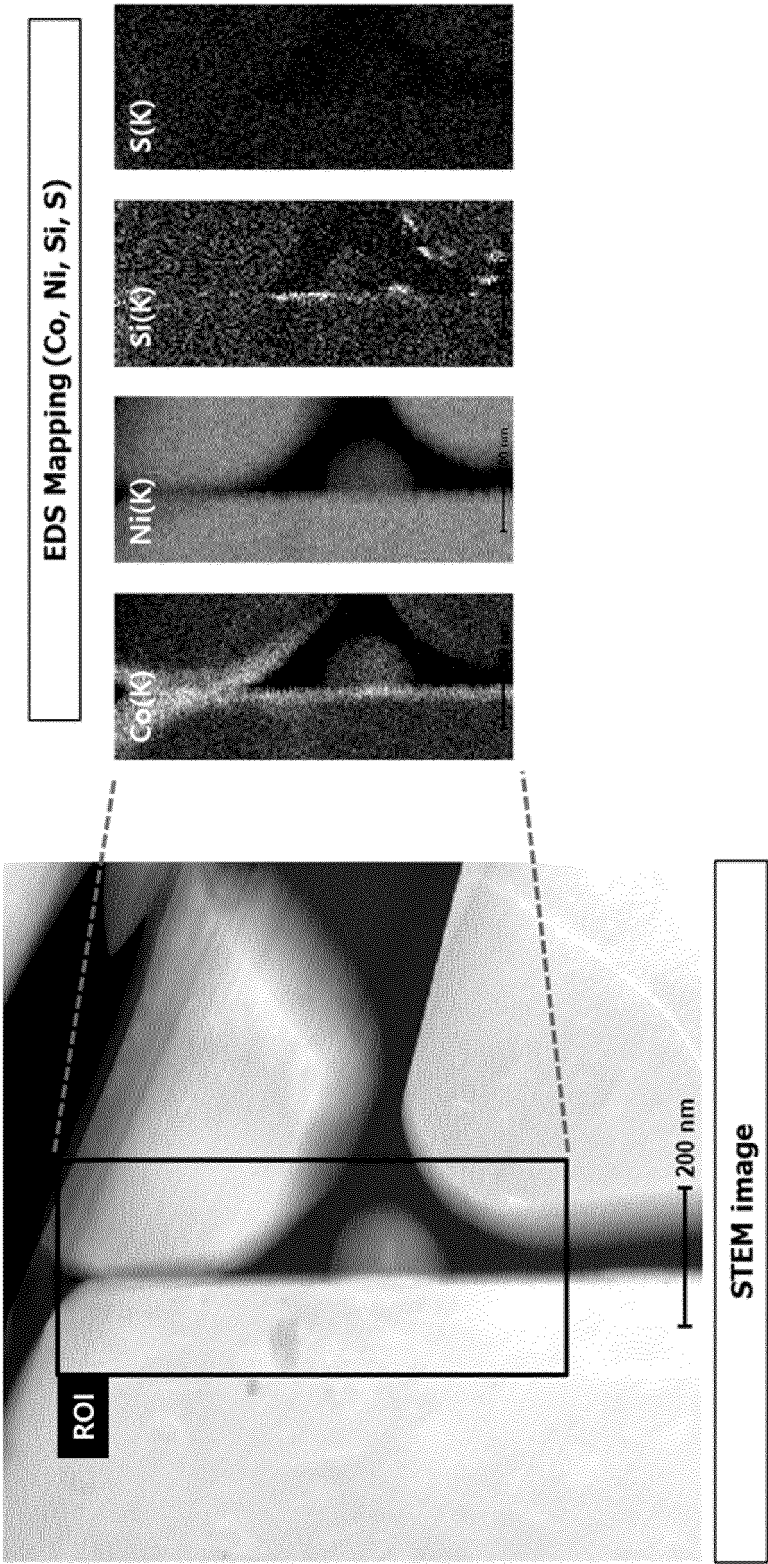 STEM image
ROI
200 nm
EDS Mapping (Co, Ni, Si, S)
Co(K)
Ni(K)
Si(K)
S(K)